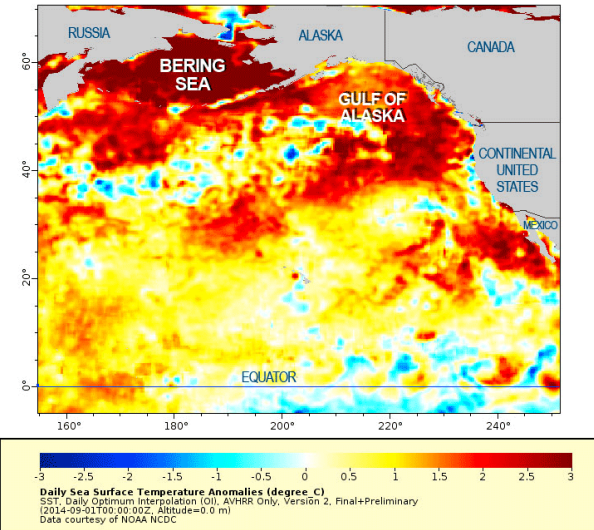 RUSSIA
ALASKA
CANADA
BERING
SEA
GULF OF
ALASKA
CONTINENTAL
UNITED
STATES
MEXICO
EQUATOR
60°
40°
20°
0°
160°
180°
200°
220°
240°
-3 -2.5 -2 -1.5 -1 -0.5 0 0.5 1 1.5 2 2.5 3
Daily Sea Surface Temperature Anomalies (degree_C)
SST, Daily Optimum Interpolation (OI), AVHRR Only, Version 2, Final+Preliminary
(2014-09-01T00:00:00Z, Altitude=0.0 m)
Data courtesy of NOAA NCDC